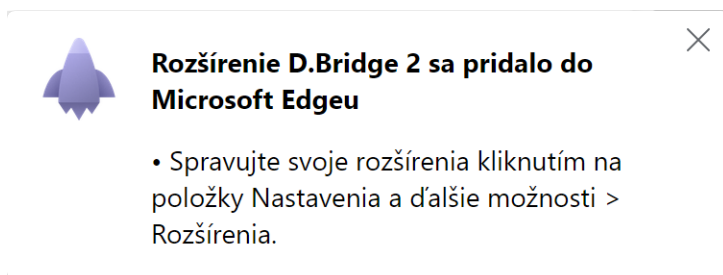 Rozšírenie D.Bridge 2 sa pridalo do
Microsoft Edgeu
• Spravujte svoje rozšírenia kliknutím na
položky Nastavenia a ďalšie možnosti >
Rozšírenia.